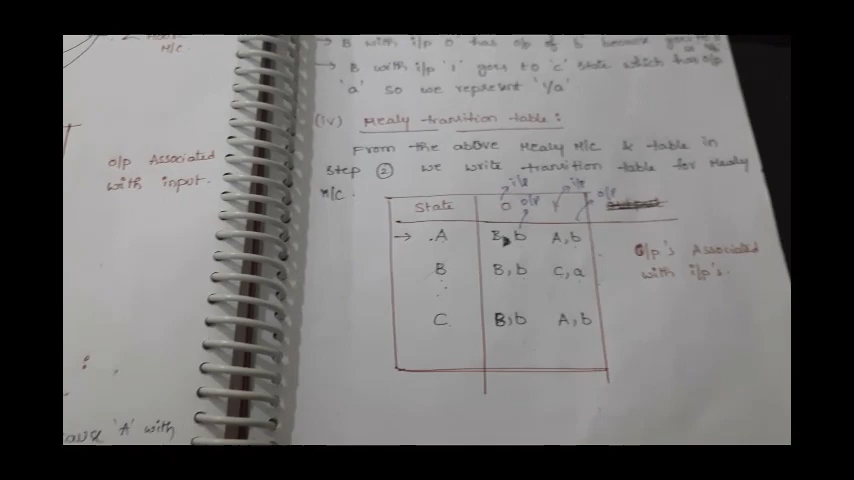 M/C.
→ B with i/p '0' has o/p of 'b' because goes
→ B with i/p '1' goes to 'C' state which has o/p
'a' so we represent '1/a'
(iv) Mealy transition table:
From the above Mealy M/C & table in
step ② we write transition table for Mealy
M/C.
o/p Associated
with input.
i/p i/p
State 0 o/p 1 o/p
→ .A B, b A, b
B B, b C, a
C B, b A, b
O/p's Associated
with i/p's.
'A' with